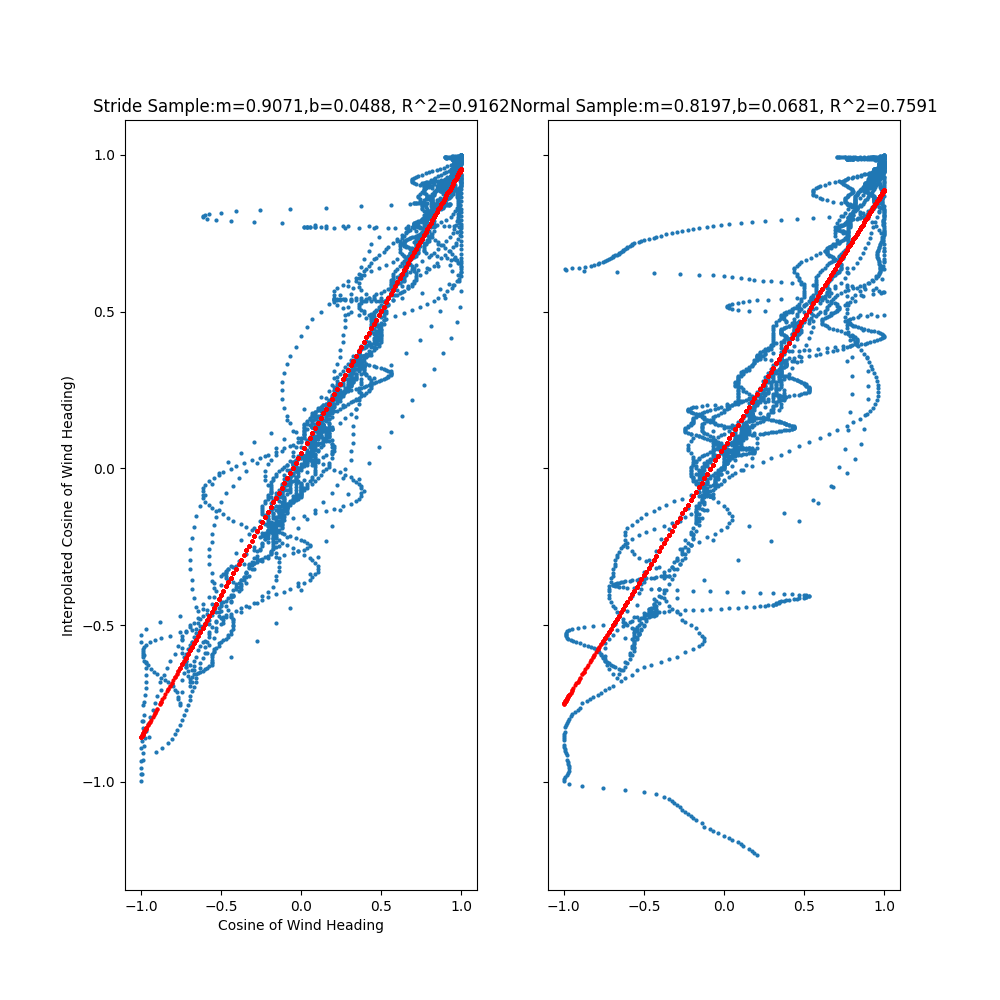 Stride Sample:m=0.9071,b=0.0488, R^2=0.9162
Normal Sample:m=0.8197,b=0.0681, R^2=0.7591
Interpolated Cosine of Wind Heading)
1.0
0.5
0.0
−0.5
−1.0
−1.0 −0.5 0.0 0.5 1.0
−1.0 −0.5 0.0 0.5 1.0
Cosine of Wind Heading